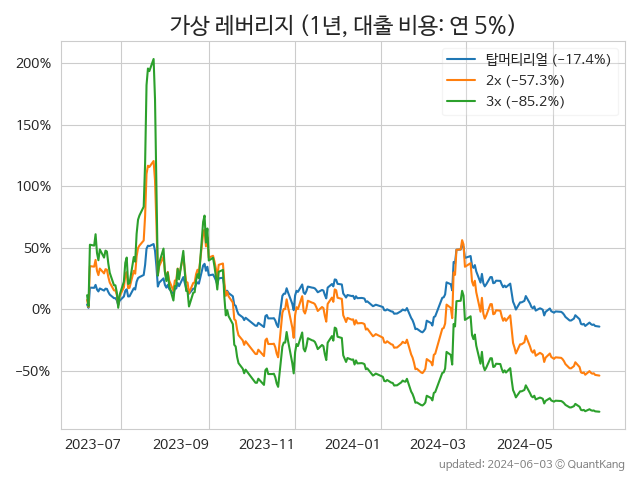 가상 레버리지 (1년, 대출 비용: 연 5%)
200%
150%
100%
50%
0%
−50%
탑머티리얼 (−17.4%)
2x (−57.3%)
3x (−85.2%)
2023-07
2023-09
2023-11
2024-01
2024-03
2024-05
updated: 2024-06-03 © QuantKang